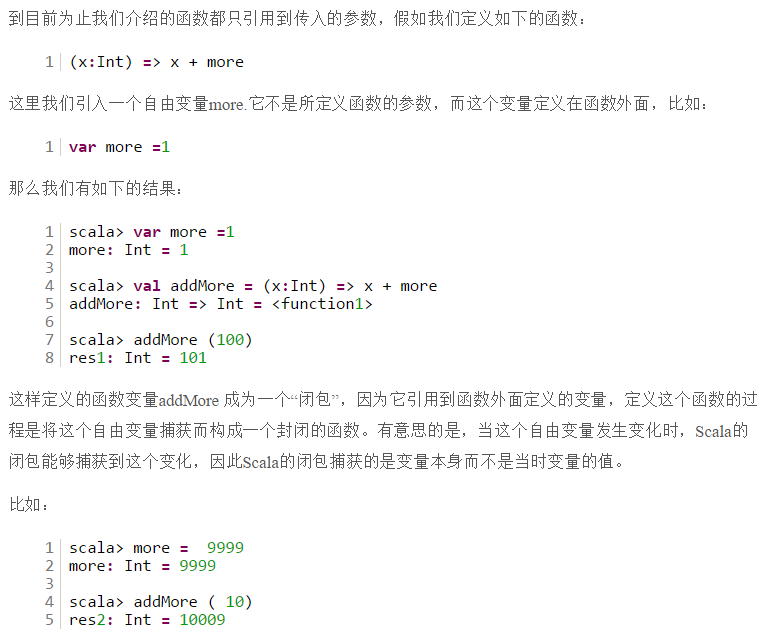 到目前为止我们介绍的函数都只引用到传入的参数，假如我们定义如下的函数：
1 (x:Int) => x + more
这里我们引入一个自由变量more.它不是所定义函数的参数，而这个变量定义在函数外面，比如：
1 var more =1
那么我们有如下的结果：
1 scala> var more =1
2 more: Int = 1
3
4 scala> val addMore = (x:Int) => x + more
5 addMore: Int => Int = <function1>
6
7 scala> addMore (100)
8 res1: Int = 101
这样定义的函数变量addMore 成为一个“闭包”，因为它引用到函数外面定义的变量，定义这个函数的过
程是将这个自由变量捕获而构成一个封闭的函数。有意思的是，当这个自由变量发生变化时，Scala的
闭包能够捕获到这个变化，因此Scala的闭包捕获的是变量本身而不是当时变量的值。
比如：
1 scala> more =  9999
2 more: Int = 9999
3
4 scala> addMore ( 10)
5 res2: Int = 10009